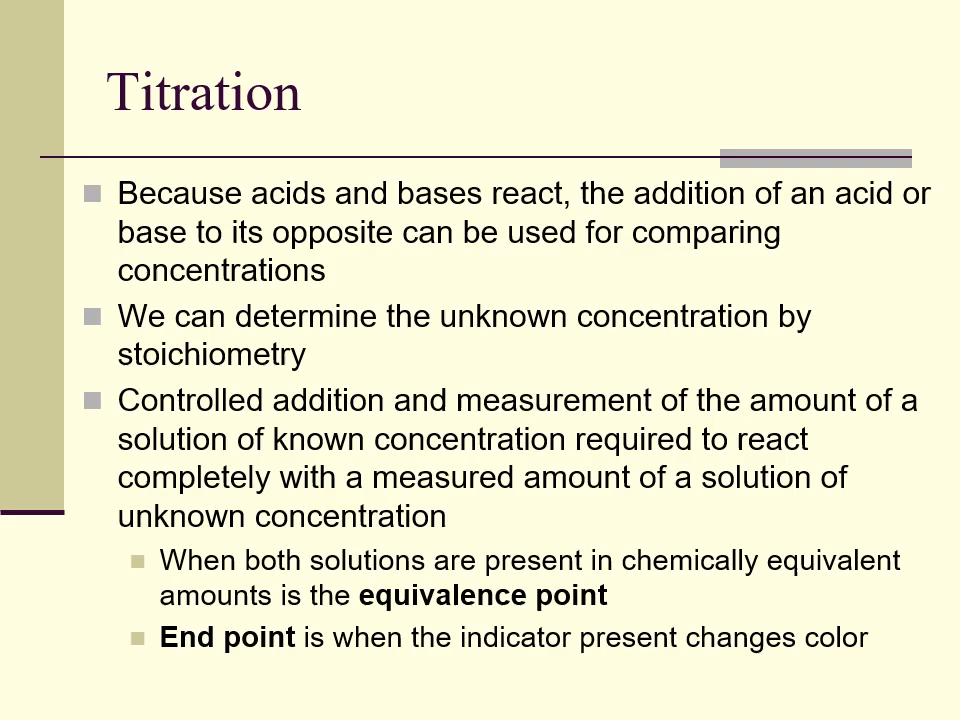 Titration
Because acids and bases react, the addition of an acid or
base to its opposite can be used for comparing
concentrations
We can determine the unknown concentration by
stoichiometry
Controlled addition and measurement of the amount of a
solution of known concentration required to react
completely with a measured amount of a solution of
unknown concentration
When both solutions are present in chemically equivalent
amounts is the equivalence point
End point is when the indicator present changes color